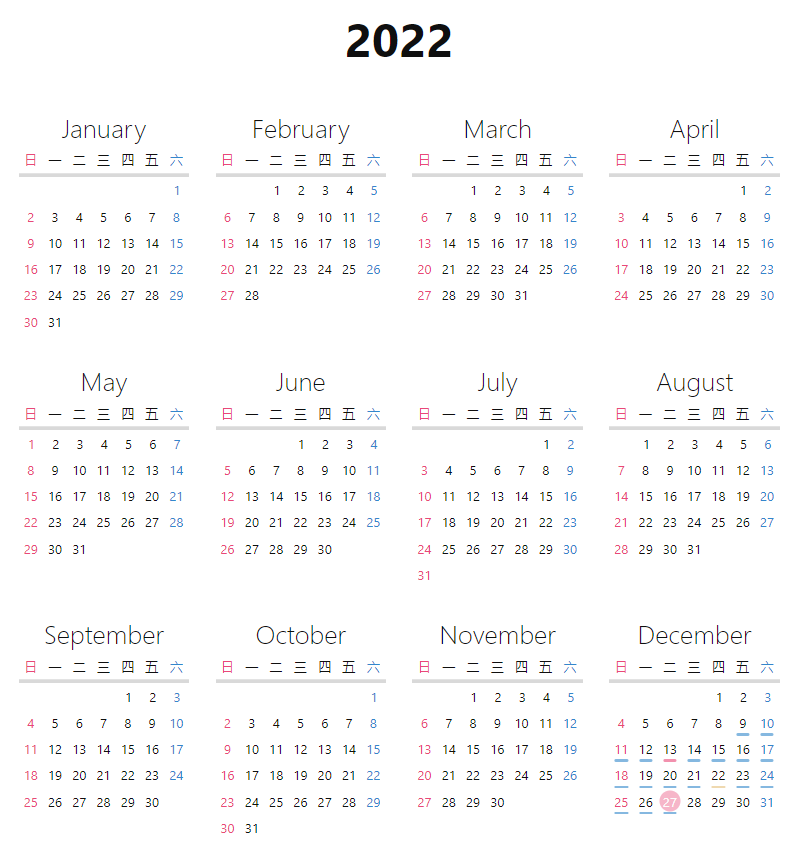 2022
January February March April
日 一 二 三 四 五 六 日 一 二 三 四 五 六 日 一 二 三 四 五 六 日 一 二 三 四 五 六
1 1 2 3 4 5 1 2 3 4 5 1 2
2 3 4 5 6 7 8 6 7 8 9 10 11 12 6 7 8 9 10 11 12 3 4 5 6 7 8 9
9 10 11 12 13 14 15 13 14 15 16 17 18 19 13 14 15 16 17 18 19 10 11 12 13 14 15 16
16 17 18 19 20 21 22 20 21 22 23 24 25 26 20 21 22 23 24 25 26 17 18 19 20 21 22 23
23 24 25 26 27 28 29 27 28 27 28 29 30 31 24 25 26 27 28 29 30
30 31
May June July August
日 一 二 三 四 五 六 日 一 二 三 四 五 六 日 一 二 三 四 五 六 日 一 二 三 四 五 六
1 2 3 4 5 6 7 1 2 3 4 1 2 1 2 3 4 5 6
8 9 10 11 12 13 14 5 6 7 8 9 10 11 3 4 5 6 7 8 9 7 8 9 10 11 12 13
15 16 17 18 19 20 21 12 13 14 15 16 17 18 10 11 12 13 14 15 16 14 15 16 17 18 19 20
22 23 24 25 26 27 28 19 20 21 22 23 24 25 17 18 19 20 21 22 23 21 22 23 24 25 26 27
29 30 31 26 27 28 29 30 24 25 26 27 28 29 30 28 29 30 31
31
September October November December
日 一 二 三 四 五 六 日 一 二 三 四 五 六 日 一 二 三 四 五 六 日 一 二 三 四 五 六
1 2 3 1 1 2 3 4 5 1 2 3
4 5 6 7 8 9 10 2 3 4 5 6 7 8 6 7 8 9 10 11 12 4 5 6 7 8 9 10
11 12 13 14 15 16 17 9 10 11 12 13 14 15 13 14 15 16 17 18 19 11 12 13 14 15 16 17
18 19 20 21 22 23 24 16 17 18 19 20 21 22 20 21 22 23 24 25 26 18 19 20 21 22 23 24
25 26 27 28 29 30 23 24 25 26 27 28 29 27 28 29 30 25 26 27 28 29 30 31
30 31